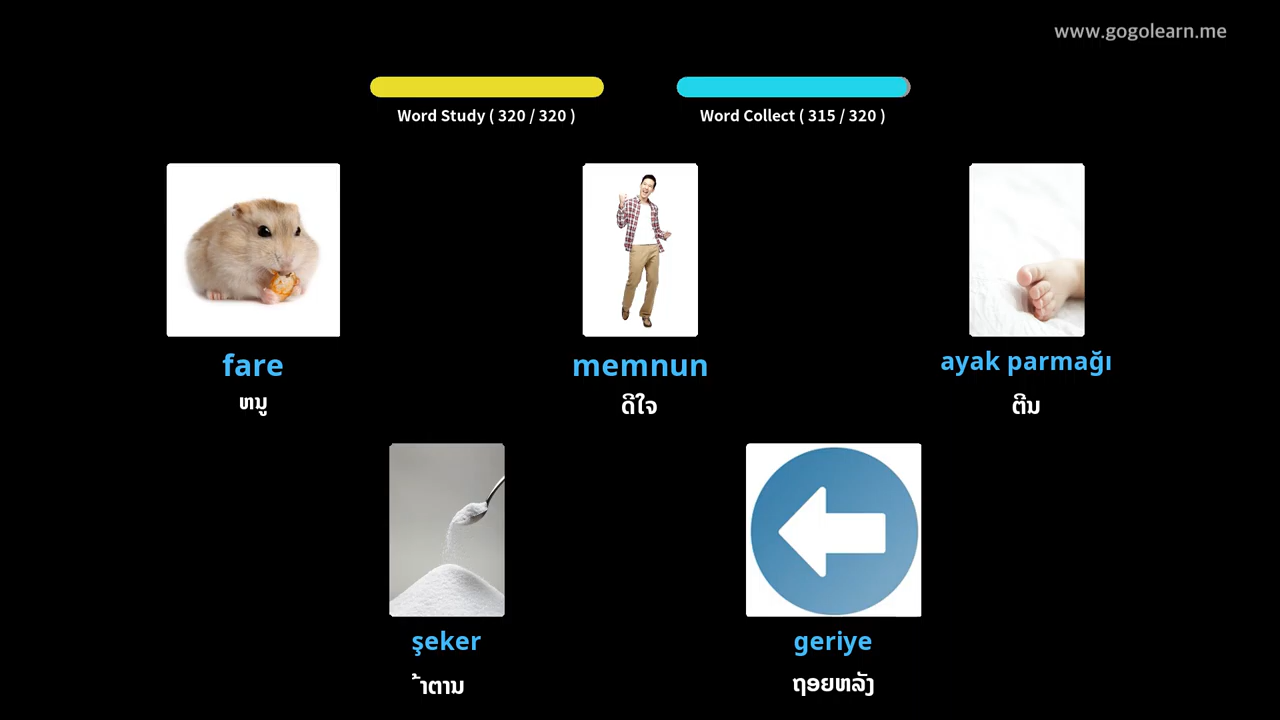 www.gogolearn.me
Word Study ( 320 / 320 )
Word Collect ( 315 / 320 )
fare
ຫນູ
memnun
ດີໃຈ
ayak parmağı
ຕີນ
şeker
້ຳຕານ
geriye
ຖອຍຫລັງ